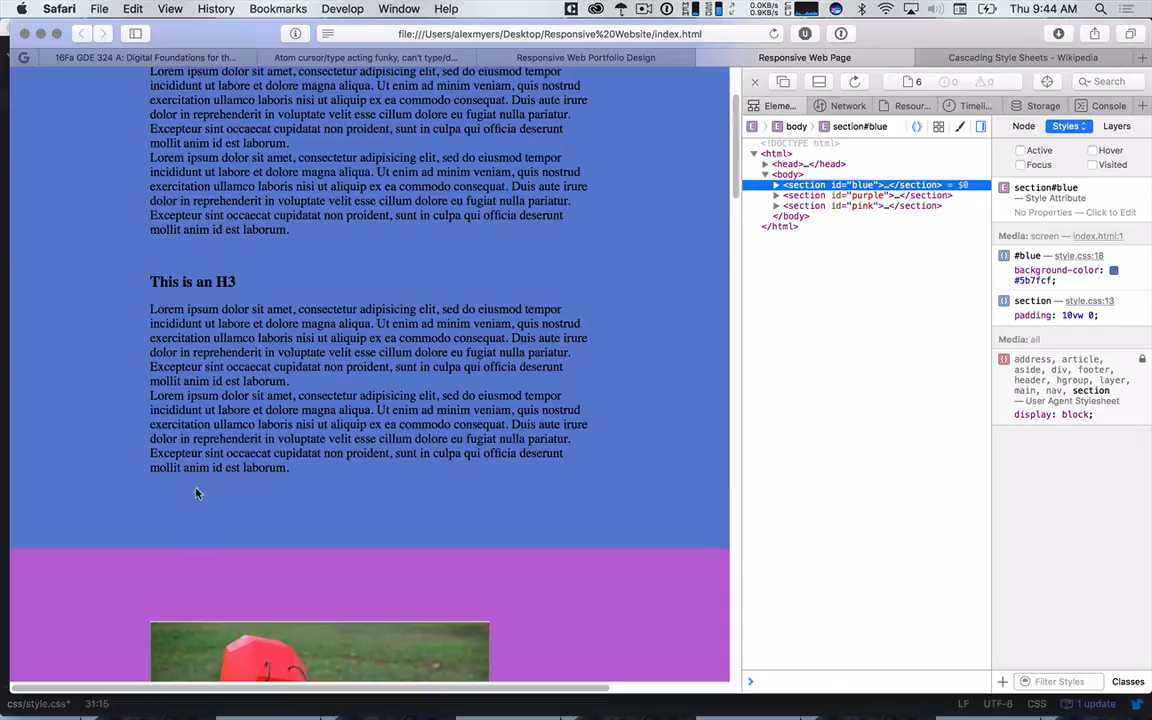 Safari File Edit View History Bookmarks Develop Window Help 0.0KB/s 0.9KB/s Thu 9:44 AM
file:///Users/alexmyers/Desktop/Responsive%20Website/index.html
16Fa GDE 324 A: Digital Foundations for th... Atom cursor/type acting funky, can't type/d... Responsive Web Portfolio Design Responsive Web Page Cascading Style Sheets - Wikipedia
Lorem ipsum dolor sit amet, consectetur adipisicing elit, sed do eiusmod tempor
incididunt ut labore et dolore magna aliqua. Ut enim ad minim veniam, quis nostrud
exercitation ullamco laboris nisi ut aliquip ex ea commodo consequat. Duis aute irure
dolor in reprehenderit in voluptate velit esse cillum dolore eu fugiat nulla pariatur.
Excepteur sint occaecat cupidatat non proident, sunt in culpa qui officia deserunt
mollit anim id est laborum.
Lorem ipsum dolor sit amet, consectetur adipisicing elit, sed do eiusmod tempor
incididunt ut labore et dolore magna aliqua. Ut enim ad minim veniam, quis nostrud
exercitation ullamco laboris nisi ut aliquip ex ea commodo consequat. Duis aute irure
dolor in reprehenderit in voluptate velit esse cillum dolore eu fugiat nulla pariatur.
Excepteur sint occaecat cupidatat non proident, sunt in culpa qui officia deserunt
mollit anim id est laborum.
This is an H3
Lorem ipsum dolor sit amet, consectetur adipisicing elit, sed do eiusmod tempor
incididunt ut labore et dolore magna aliqua. Ut enim ad minim veniam, quis nostrud
exercitation ullamco laboris nisi ut aliquip ex ea commodo consequat. Duis aute irure
dolor in reprehenderit in voluptate velit esse cillum dolore eu fugiat nulla pariatur.
Excepteur sint occaecat cupidatat non proident, sunt in culpa qui officia deserunt
mollit anim id est laborum.
Lorem ipsum dolor sit amet, consectetur adipisicing elit, sed do eiusmod tempor
incididunt ut labore et dolore magna aliqua. Ut enim ad minim veniam, quis nostrud
exercitation ullamco laboris nisi ut aliquip ex ea commodo consequat. Duis aute irure
dolor in reprehenderit in voluptate velit esse cillum dolore eu fugiat nulla pariatur.
Excepteur sint occaecat cupidatat non proident, sunt in culpa qui officia deserunt
mollit anim id est laborum.
6 0 0 Search
Eleme... Network Resour... Timeli... Storage Console
E body E section#blue
<!DOCTYPE html>
<html>
<head>…</head>
<body>
<section id="blue">…</section> = $0
<section id="purple">…</section>
<section id="pink">…</section>
</body>
</html>
Node Styles Layers
Active Hover
Focus Visited
section#blue
— Style Attribute
No Properties — Click to Edit
Media: screen — index.html:1
#blue — style.css:18
background-color:
#5b7fcf;
section — style.css:13
padding: 10vw 0;
Media: all
address, article,
aside, div, footer,
header, hgroup, layer,
main, nav, section
— User Agent Stylesheet
display: block;
Filter Styles Classes
css/style.css* 31:15 LF UTF-8 CSS 1 update